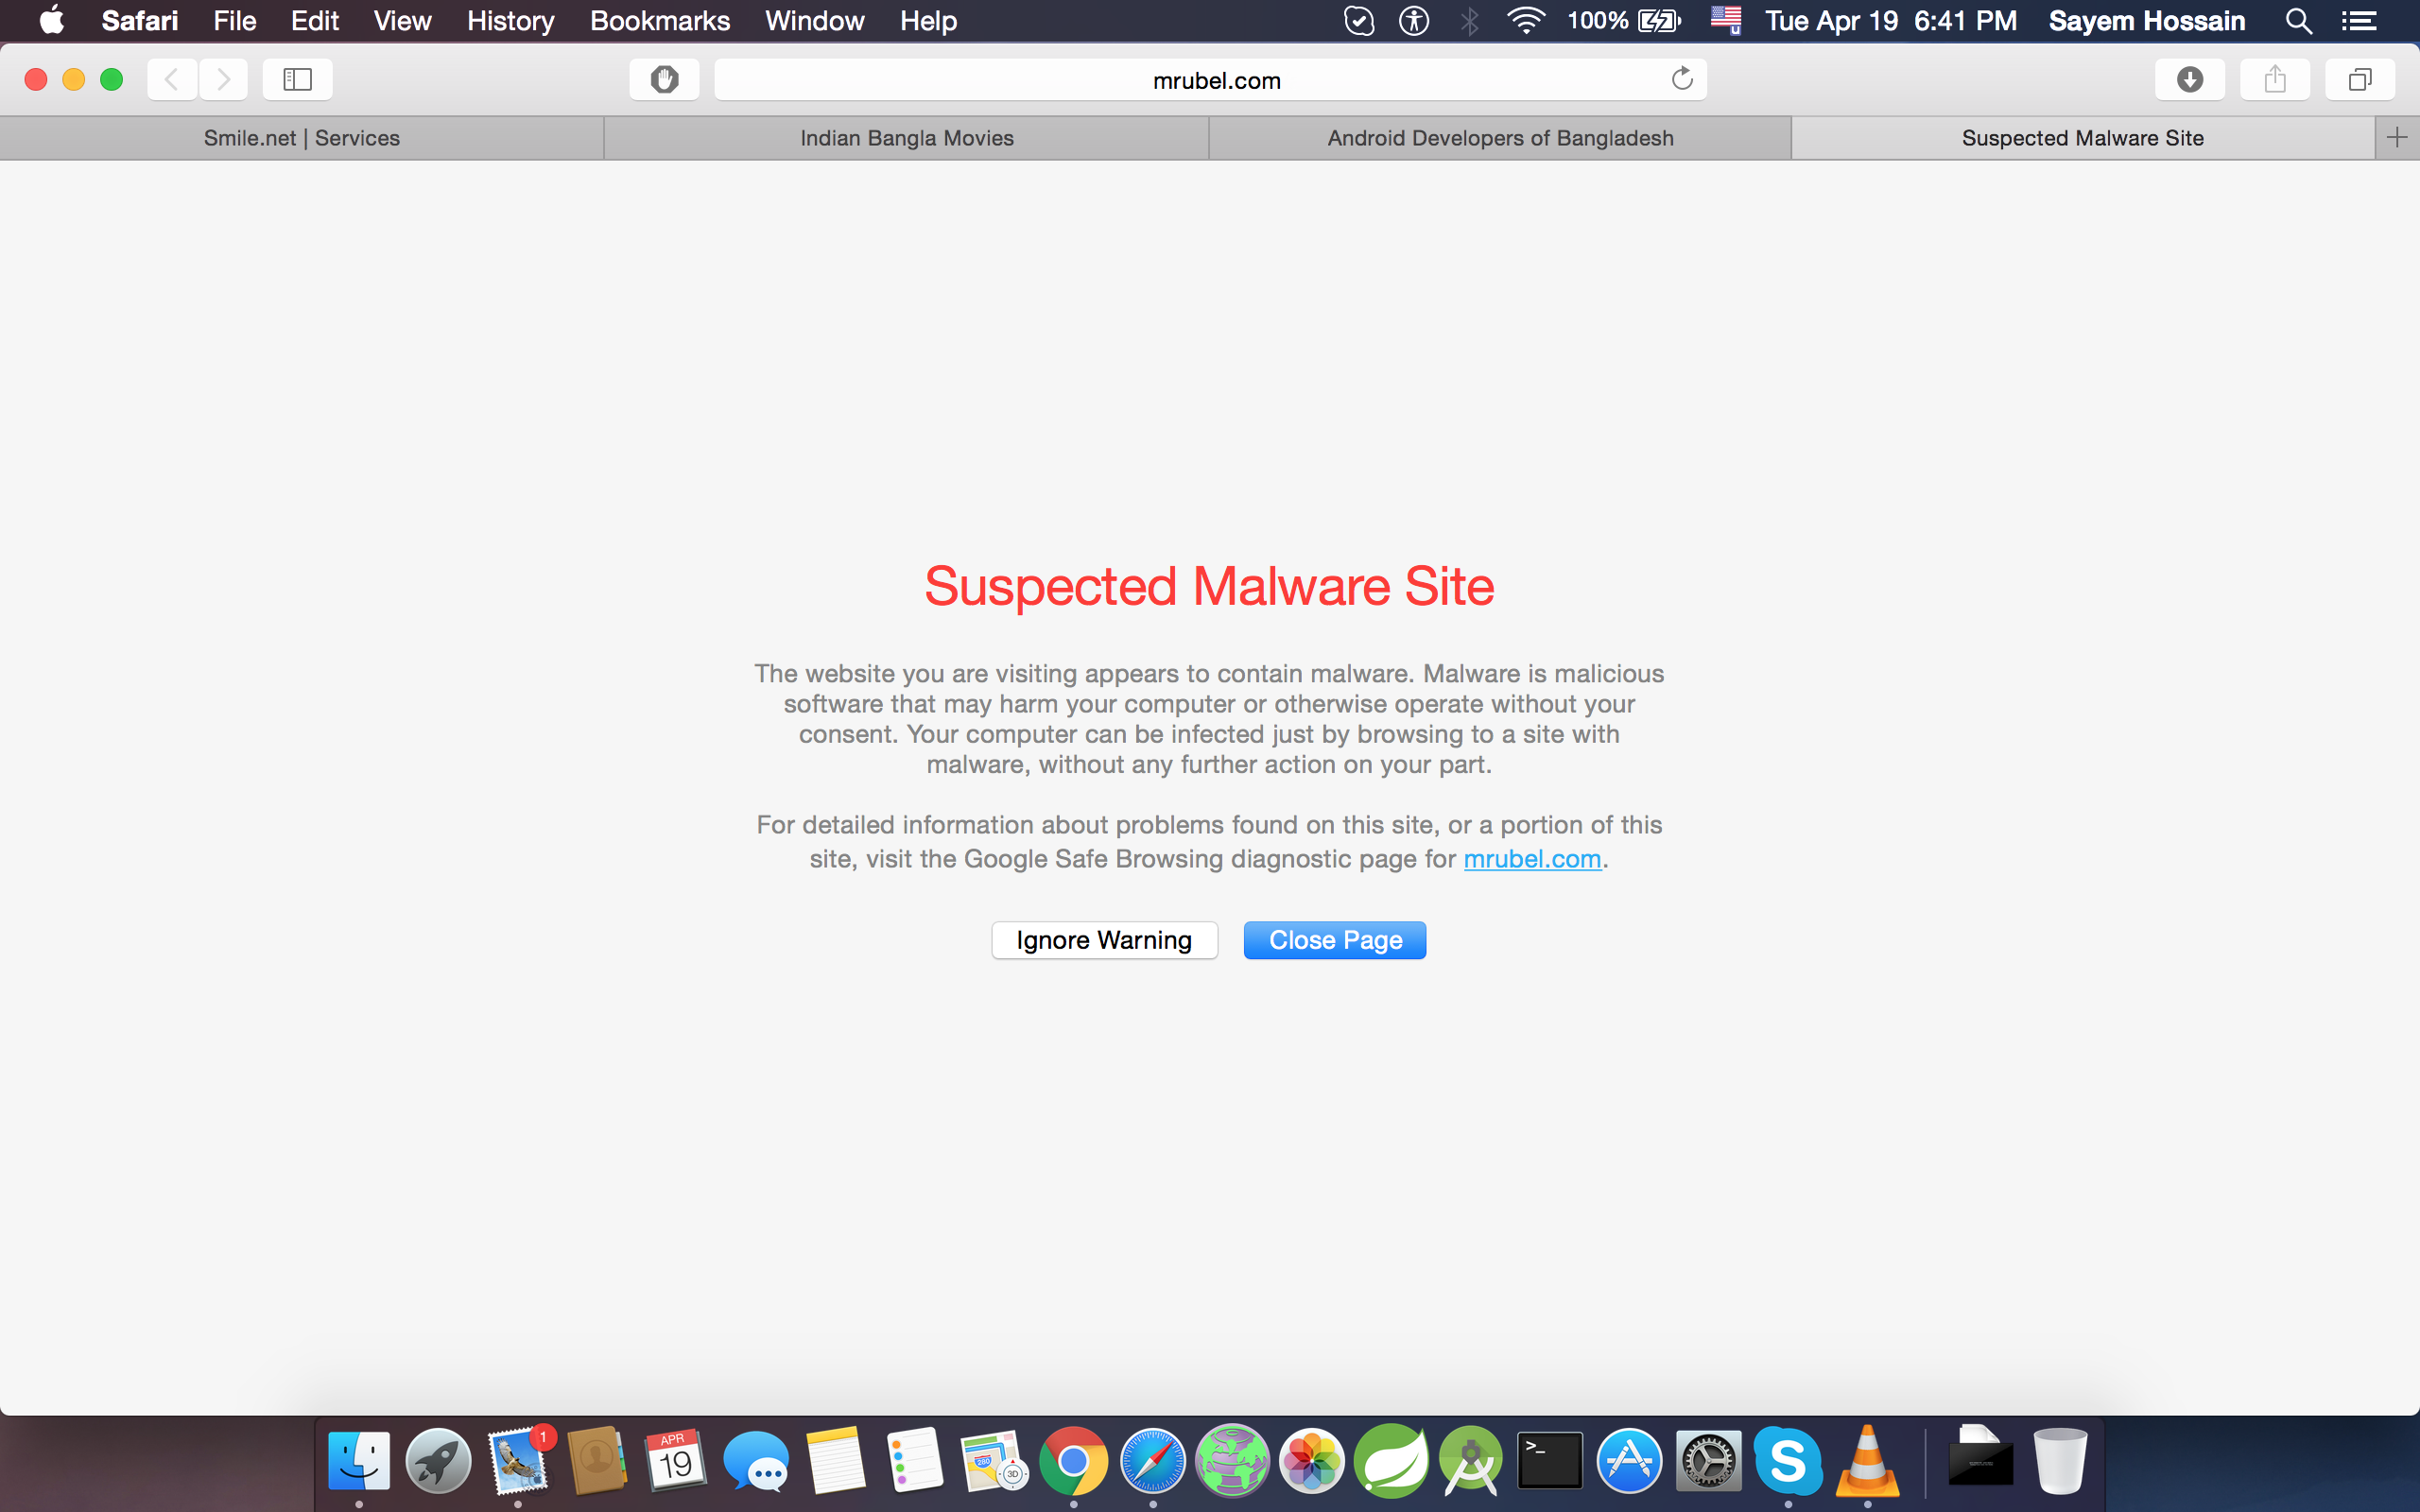 Safari File Edit View History Bookmarks Window Help 100% U Tue Apr 19 6:41 PM Sayem Hossain
mrubel.com
Smile.net | Services Indian Bangla Movies Android Developers of Bangladesh Suspected Malware Site
Suspected Malware Site
The website you are visiting appears to contain malware. Malware is malicious
software that may harm your computer or otherwise operate without your
consent. Your computer can be infected just by browsing to a site with
malware, without any further action on your part.
For detailed information about problems found on this site, or a portion of this
site, visit the Google Safe Browsing diagnostic page for mrubel.com.
Ignore Warning Close Page
1
APR
19
280
3D
>_
S